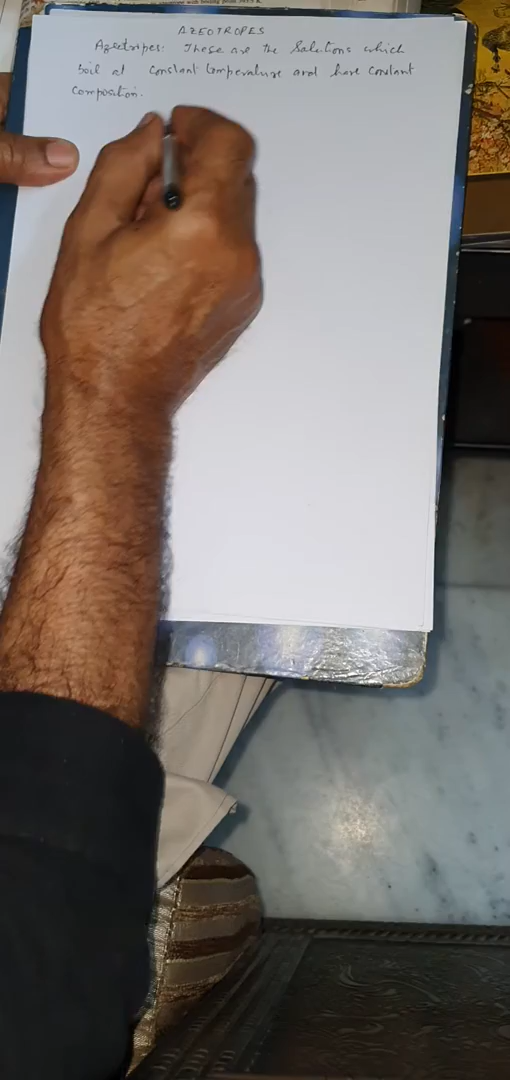 AZEOTROPES
Azeotropes: These are the Solutions which
boil at constant temperature and have constant
composition.